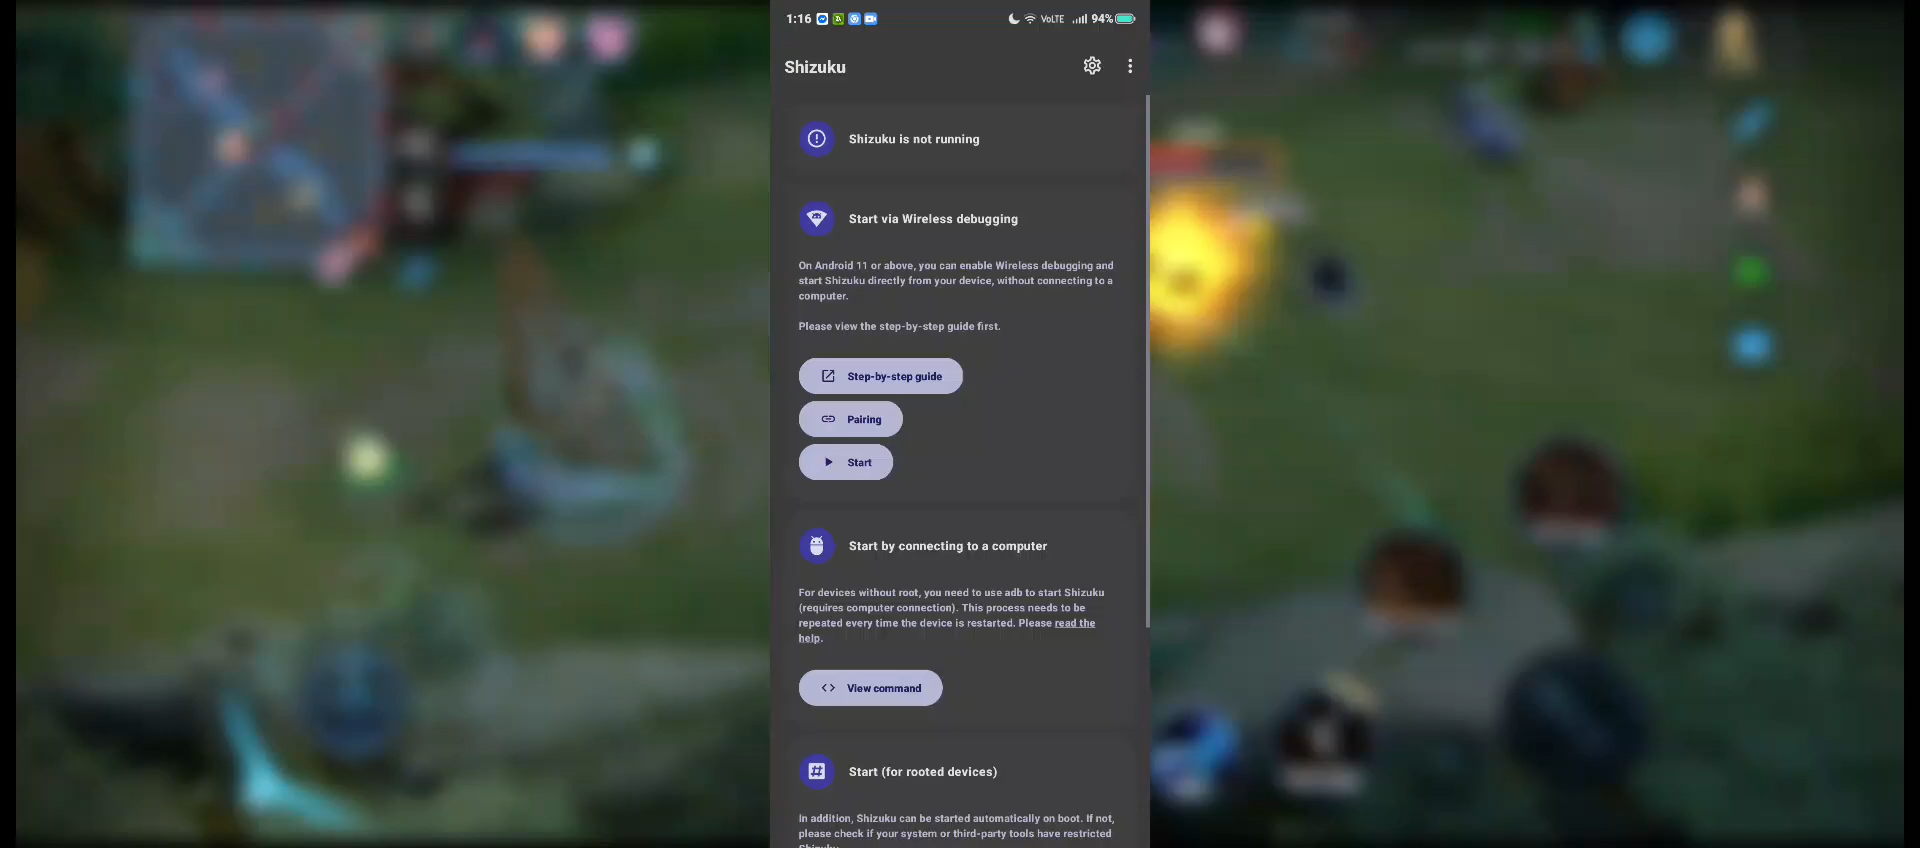 1:16 VoLTE 94%
Shizuku
Shizuku is not running
Start via Wireless debugging
On Android 11 or above, you can enable Wireless debugging and
start Shizuku directly from your device, without connecting to a
computer.
Please view the step-by-step guide first.
Step-by-step guide
Pairing
Start
Start by connecting to a computer
For devices without root, you need to use adb to start Shizuku
(requires computer connection). This process needs to be
repeated every time the device is restarted. Please read the
help.
View command
Start (for rooted devices)
In addition, Shizuku can be started automatically on boot. If not,
please check if your system or third-party tools have restricted
Shizuku.